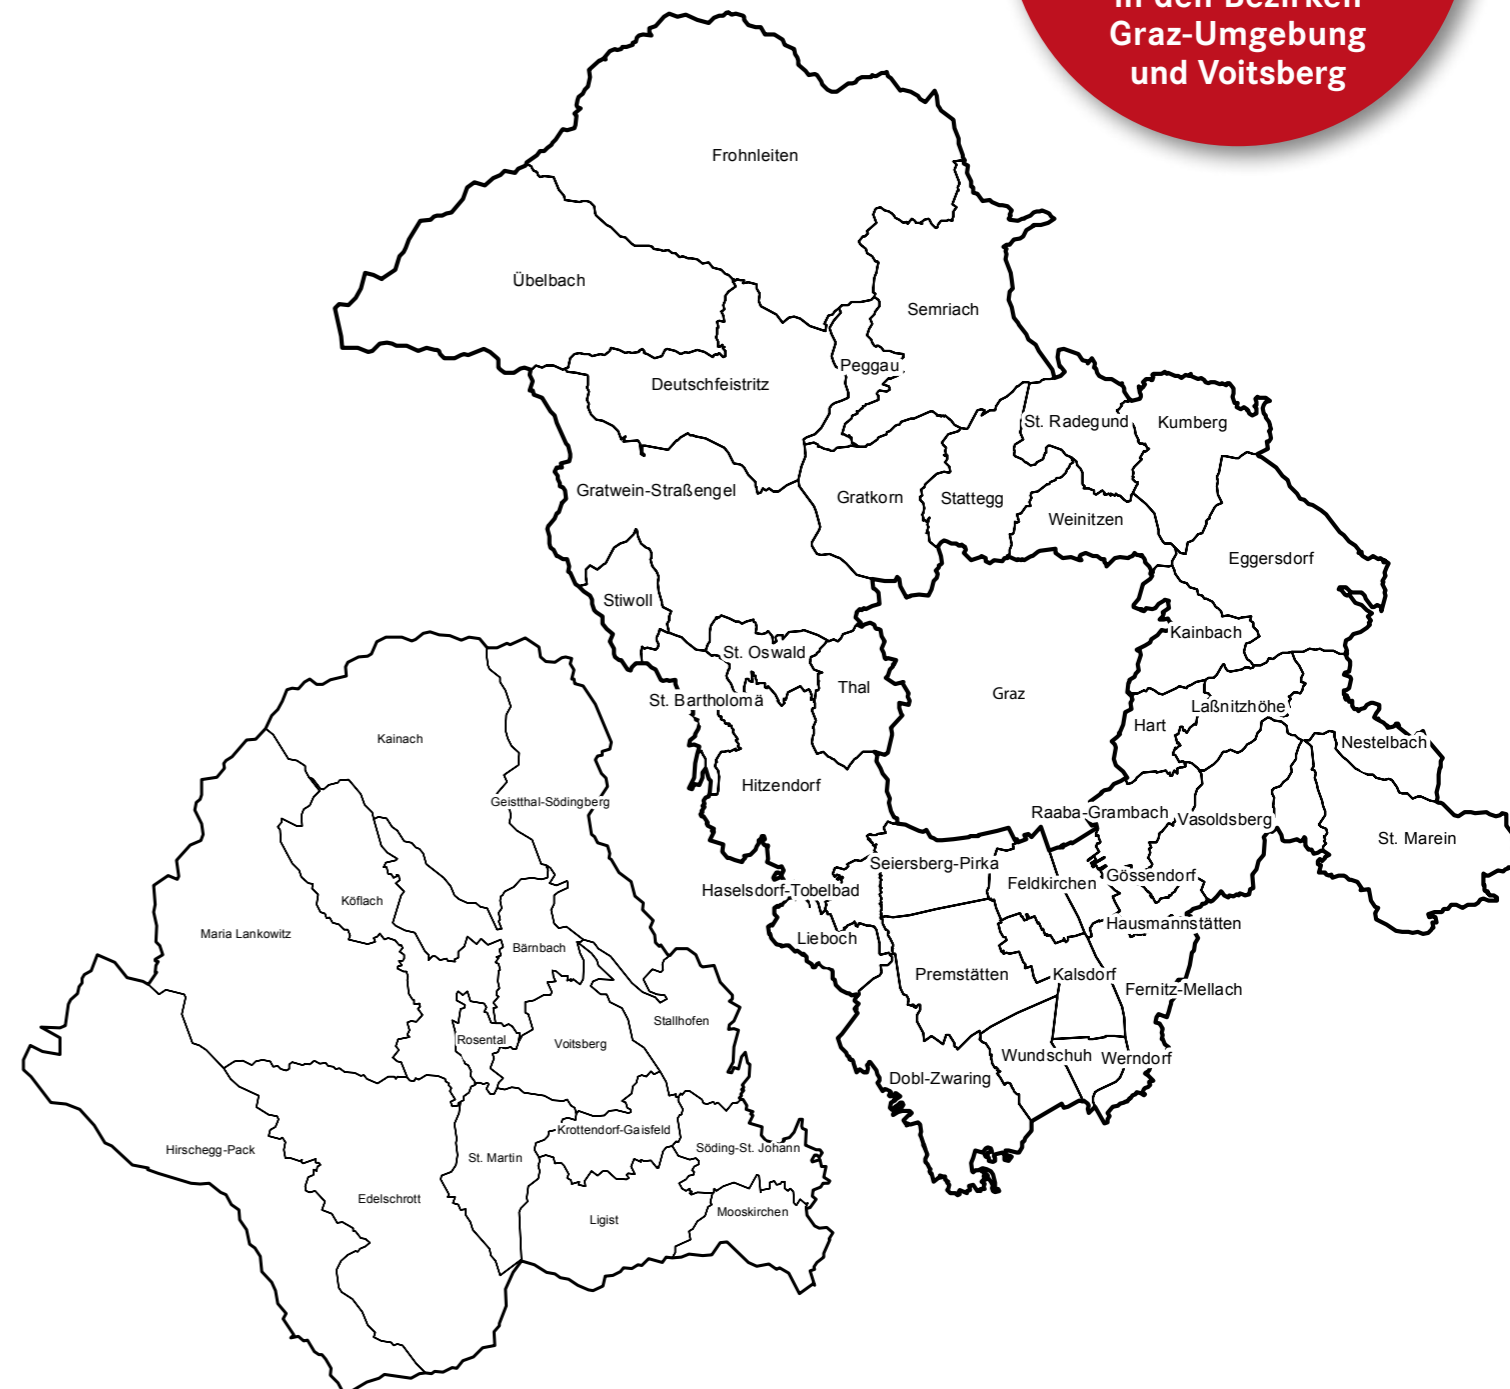 in den Bezirken
Graz-Umgebung
und Voitsberg
Frohnleiten
Übelbach
Semriach
Peggau
Deutschfeistritz
St. Radegund
Kumberg
Gratwein-Straßengel
Gratkorn
Stattegg
Weinitzen
Eggersdorf
Stiwoll
Kainbach
St. Oswald
Thal
Graz
St. Bartholomä
Laßnitzhöhe
Hart
Nestelbach
Kainach
Hitzendorf
Geistthal-Södingberg
Raaba-Grambach
Vasoldsberg
St. Marein
Seiersberg-Pirka
Feldkirchen
Gössendorf
Haselsdorf-Tobelbad
Köflach
Hausmannstätten
Maria Lankowitz
Lieboch
Bärnbach
Premstätten
Kalsdorf
Fernitz-Mellach
Stallhofen
Rosental
Voitsberg
Wundschuh
Werndorf
Dobl-Zwaring
Krottendorf-Gaisfeld
Hirschegg-Pack
St. Martin
Söding-St. Johann
Edelschrott
Ligist
Mooskirchen